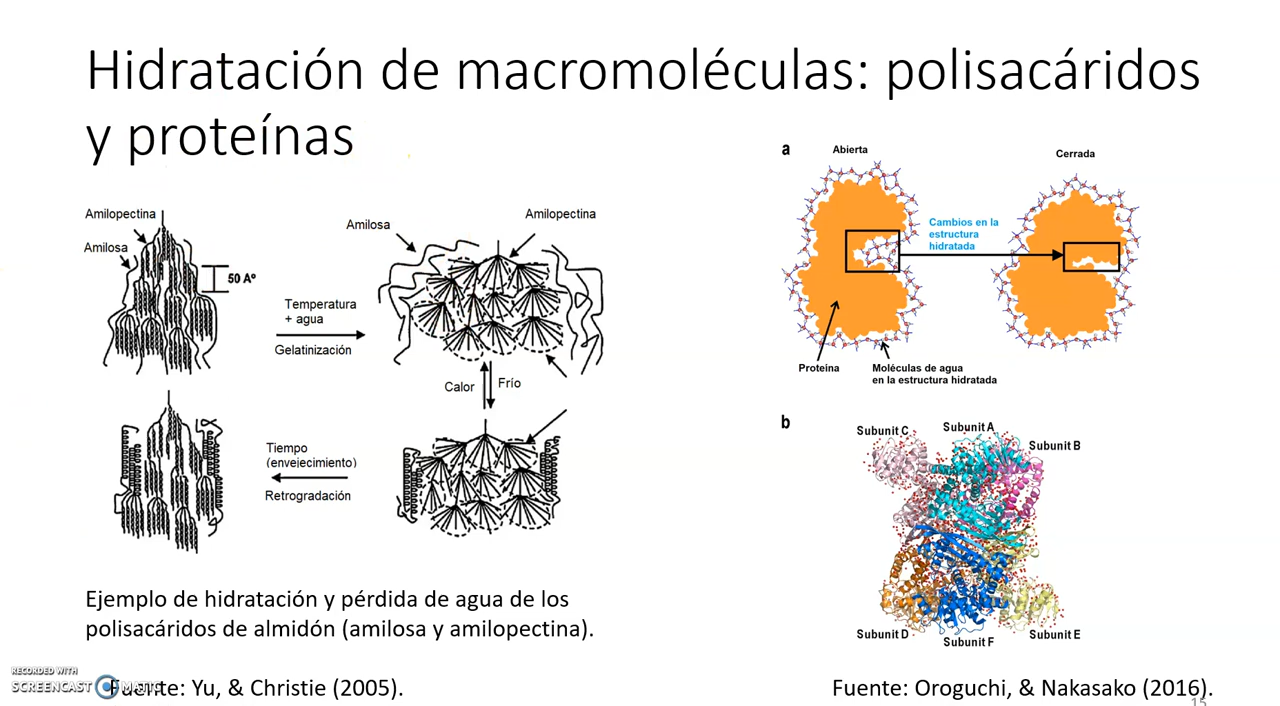 Hidratación de macromoléculas: polisacáridos
y proteínas
Amilopectina
Amilosa
50 Aº
Temperatura
+ agua
Gelatinización
Amilosa
Amilopectina
Calor
Frío
Tiempo
(envejecimiento)
Retrogradación
Ejemplo de hidratación y pérdida de agua de los
polisacáridos de almidón (amilosa y amilopectina).
Fuente: Yu, & Christie (2005).
a
Abierta
Cerrada
Cambios en la
estructura
hidratada
Proteína
Moléculas de agua
en la estructura hidratada
b
Subunit C
Subunit A
Subunit B
Subunit D
Subunit F
Subunit E
Fuente: Oroguchi, & Nakasako (2016).
15
RECORDED WITH
SCREENCAST MATIC